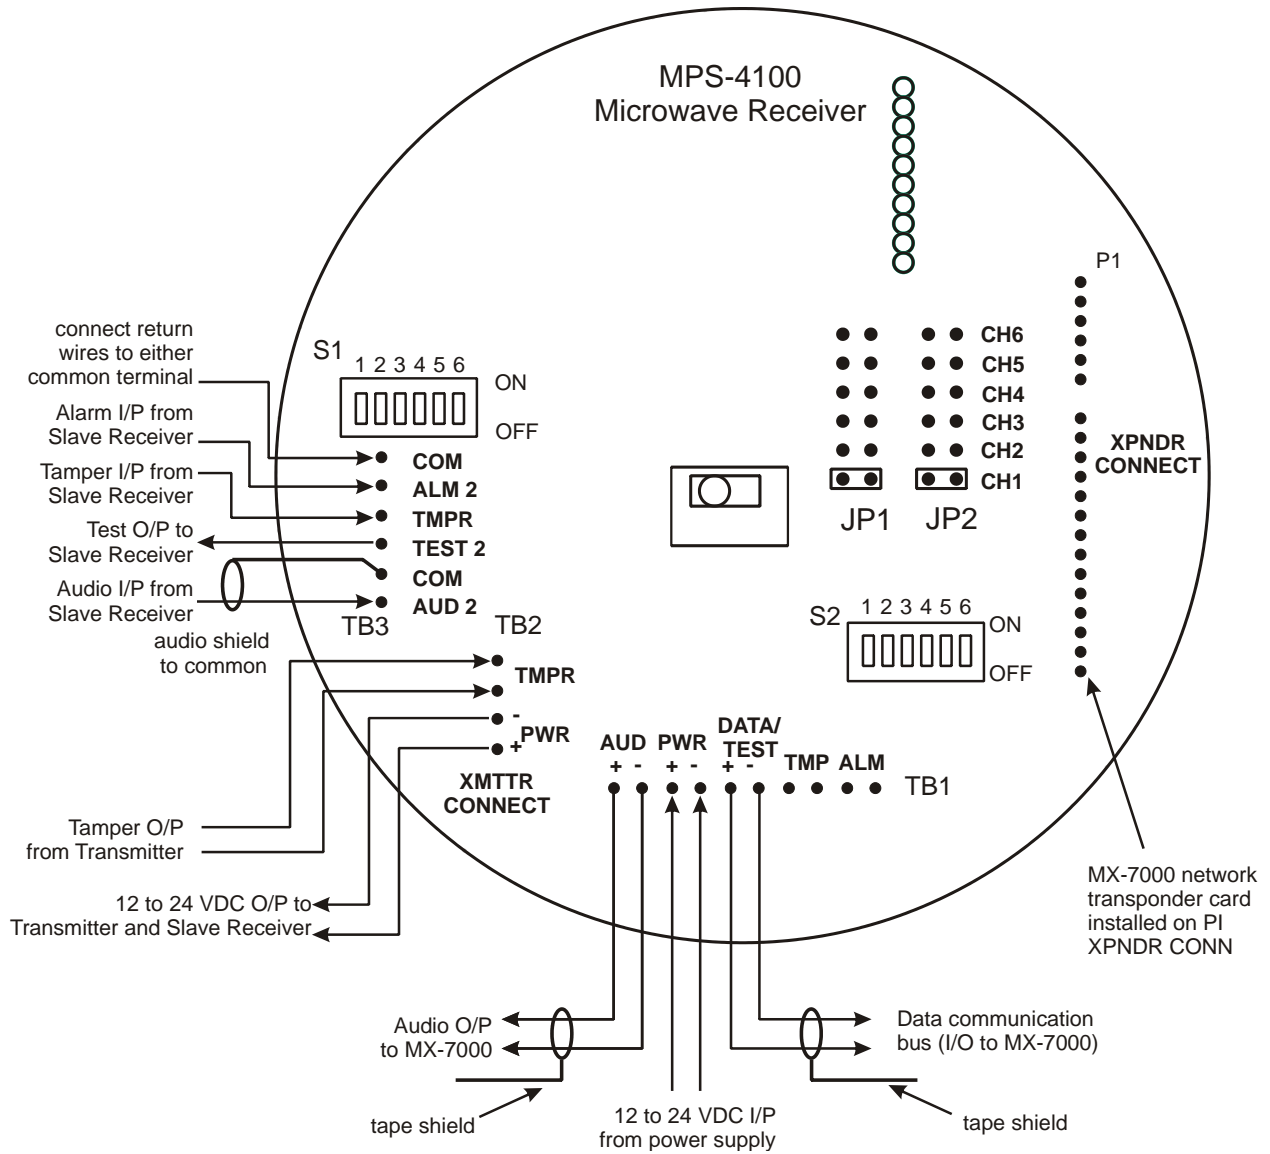 MPS-4100
Microwave Receiver
P1
connect return
wires to either
common terminal
Alarm I/P from
Slave Receiver
Tamper I/P from
Slave Receiver
Test O/P to
Slave Receiver
Audio I/P from
Slave Receiver
audio shield
to common
S1
1 2 3 4 5 6
ON
OFF
COM
ALM 2
TMPR
TEST 2
COM
AUD 2
TB3
CH6
CH5
CH4
CH3
CH2
CH1
JP1
JP2
XPNDR
CONNECT
S2
1 2 3 4 5 6
ON
OFF
TB2
TMPR
-
+
PWR
XMTTR
CONNECT
AUD
+ -
PWR
+ -
DATA/
TEST
+ -
TMP
ALM
TB1
Tamper O/P
from Transmitter
12 to 24 VDC O/P to
Transmitter and Slave Receiver
MX-7000 network
transponder card
installed on PI
XPNDR CONN
Audio O/P
to MX-7000
Data communication
bus (I/O to MX-7000)
tape shield
12 to 24 VDC I/P
from power supply
tape shield